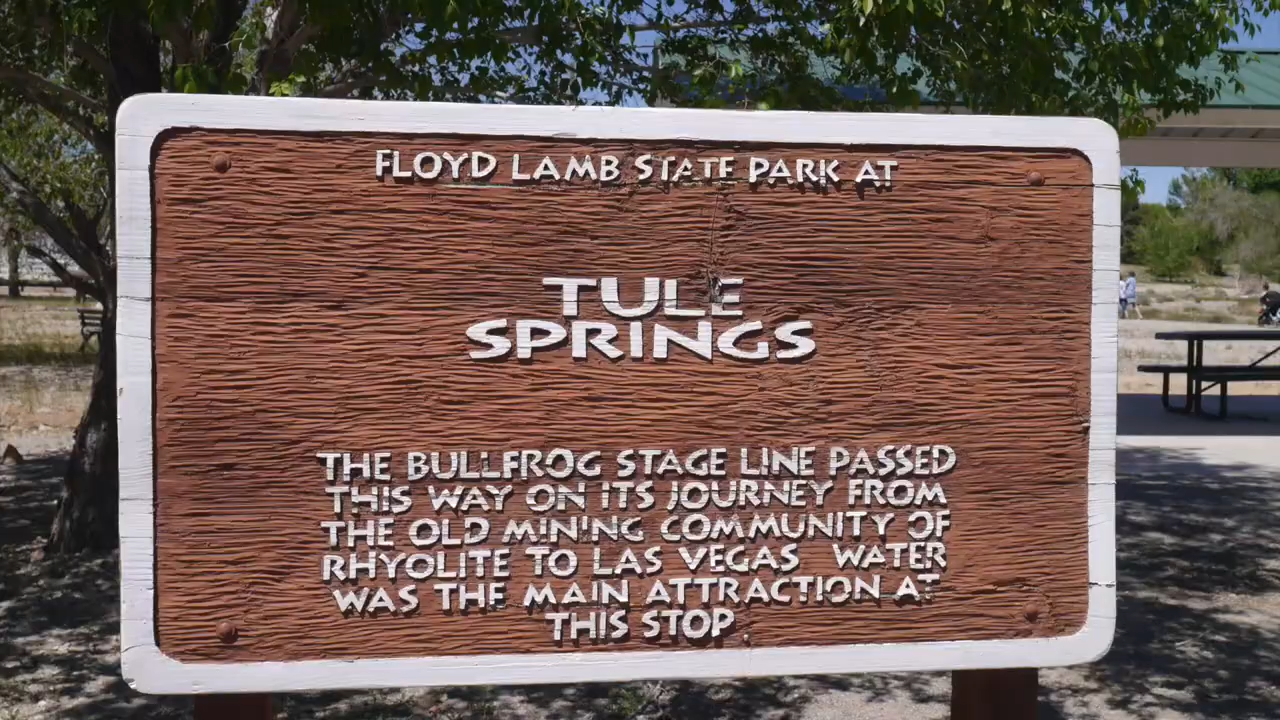 FLOYD LAMB STATE PARK AT
TULE
SPRINGS
THE BULLFROG STAGE LINE PASSED
THIS WAY ON ITS JOURNEY FROM
THE OLD MINING COMMUNITY OF
RHYOLITE TO LAS VEGAS WATER
WAS THE MAIN ATTRACTION AT
THIS STOP